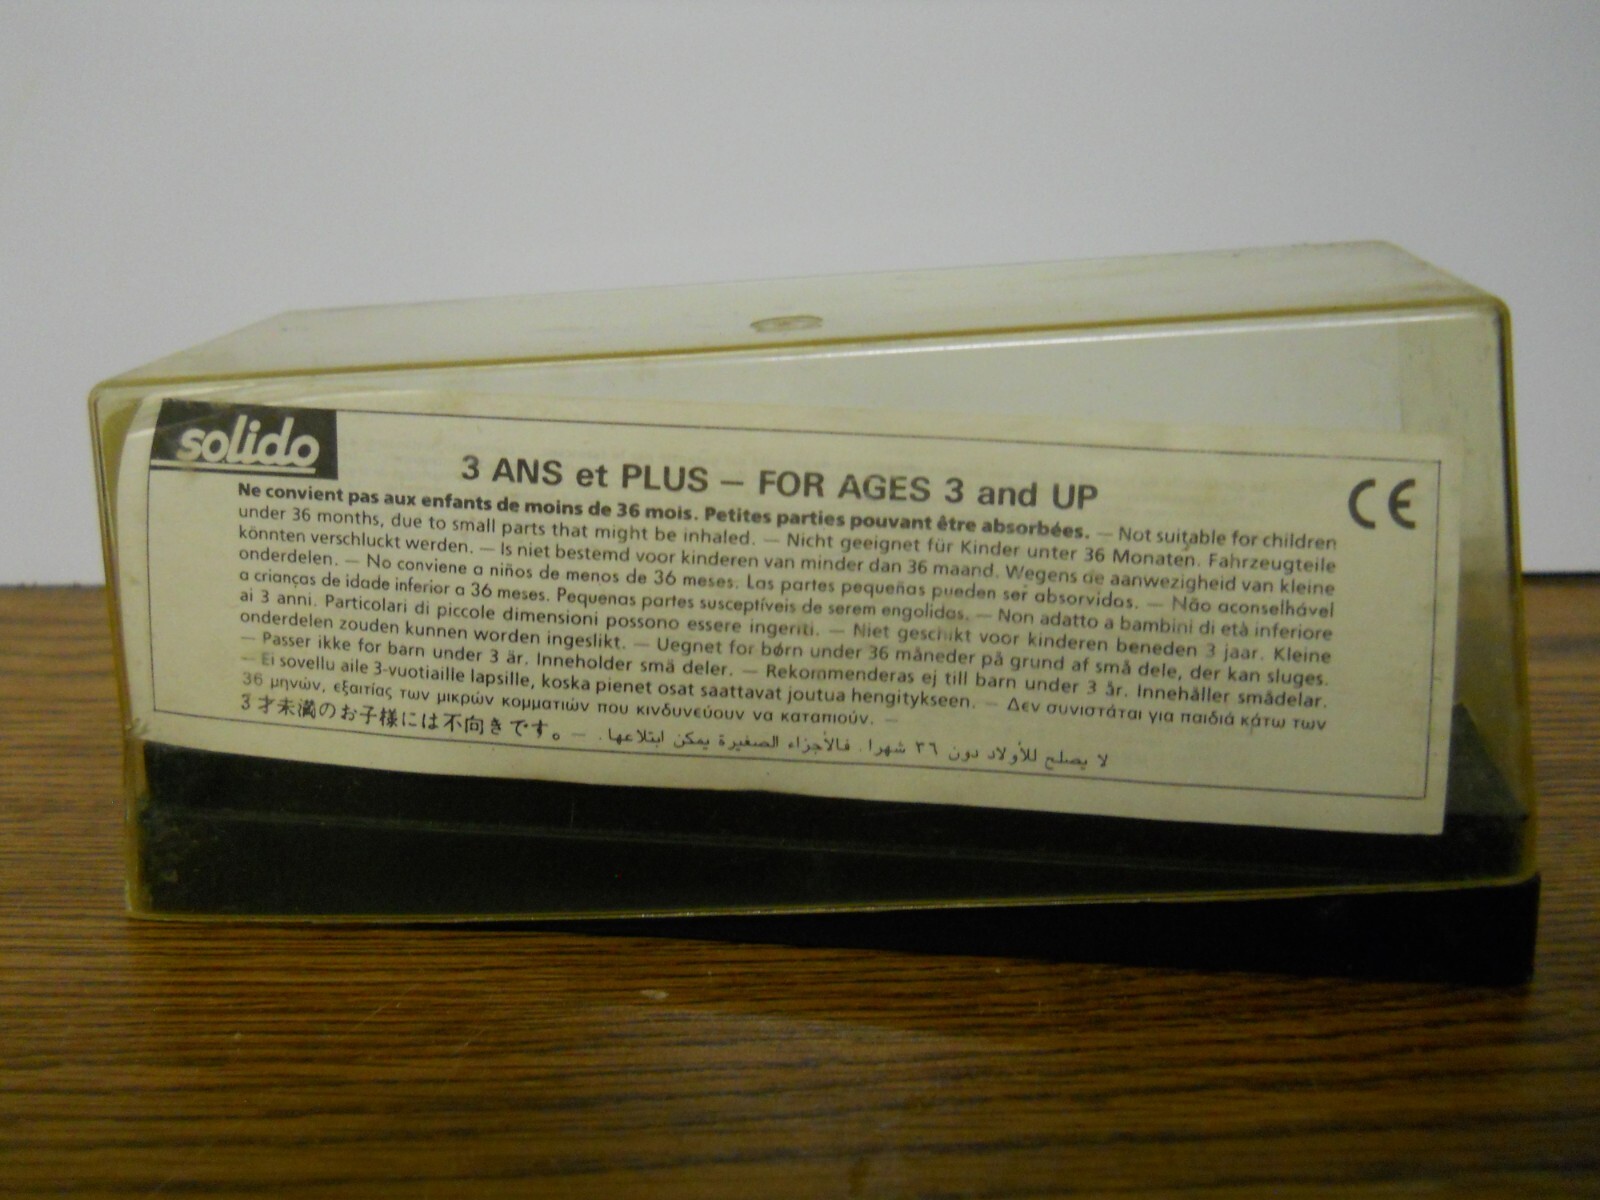 solido
3 ANS et PLUS – FOR AGES 3 and UP
CE
Ne convient pas aux enfants de moins de 36 mois. Petites parties pouvant être absorbées. – Not suitable for children
under 36 months, due to small parts that might be inhaled. – Nicht geeignet für Kinder unter 36 Monaten. Fahrzeugteile
könnten verschluckt werden. – Is niet bestemd voor kinderen van minder dan 36 maand. Wegens de aanwezigheid van kleine
onderdelen. – No conviene a niños de menos de 36 meses. Las partes pequeñas pueden ser absorvidas. – Não aconselhável
a crianças de idade inferior a 36 meses. Pequenas partes susceptíveis de serem engolidas. – Non adatto a bambini di età inferiore
ai 3 anni. Particolari di piccole dimensioni possono essere ingeriti. – Niet geschikt voor kinderen beneden 3 jaar. Kleine
onderdelen zouden kunnen worden ingeslikt. – Uegnet for børn under 36 måneder på grund af små dele, der kan sluges.
– Passer ikke for barn under 3 år. Inneholder små deler. – Rekommenderas ej till barn under 3 år. Innehåller smådelar.
– Ei sovellu alle 3-vuotiaille lapsille, koska pienet osat saattavat joutua hengitykseen. – Δεν συνιστάται για παιδιά κάτω των
36 μηνών, εξαιτίας των μικρών κομματιών που κινδυνεύουν να καταπιούν. –
3才未満のお子様には不向きです。 – لا يصلح للأولاد دون ٣٦ شهرا. فالأجزاء الصغيرة يمكن ابتلاعها.